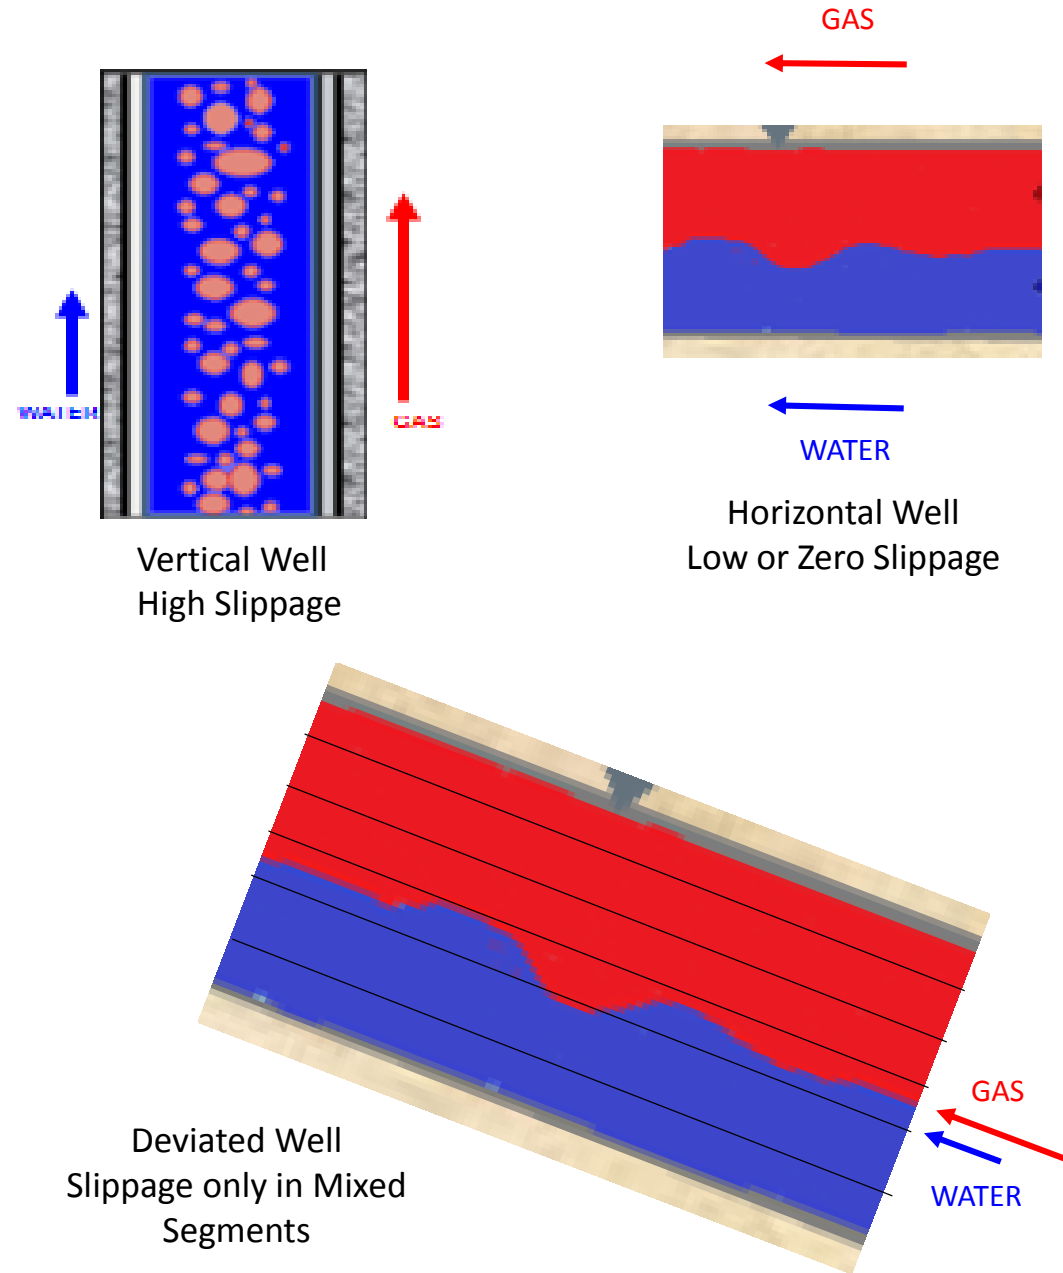 GAS
WATER
GAS
WATER
Vertical Well
High Slippage
Horizontal Well
Low or Zero Slippage
GAS
WATER
Deviated Well
Slippage only in Mixed
Segments